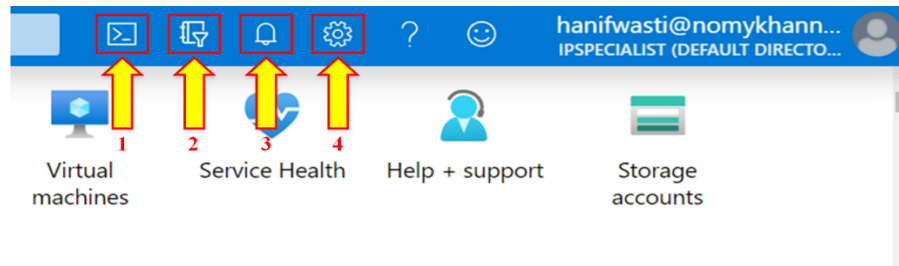 hanifwasti@nomykhann...
IPSPECIALIST (DEFAULT DIRECTO...
1 2 3 4
Virtual machines
Service Health
Help + support
Storage accounts